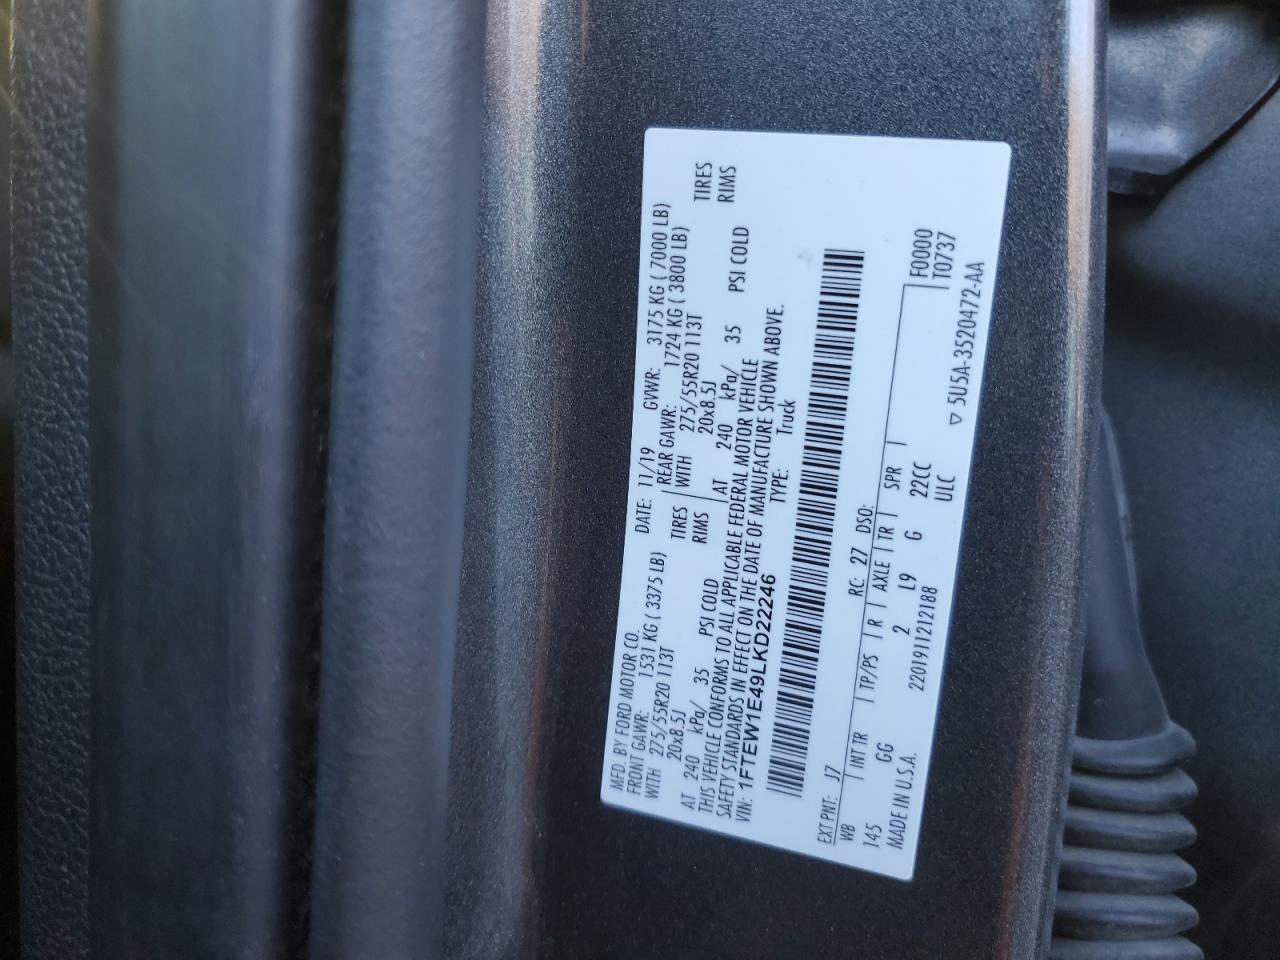 MFD. BY FORD MOTOR CO.
DATE: 11/19 GVWR: 3175 KG ( 7000 LB)
FRONT GAWR: 1531 KG ( 3375 LB) REAR GAWR: 1724 KG ( 3800 LB)
WITH 275/55R20 113T TIRES WITH 275/55R20 113T TIRES
20x8.5J RIMS 20x8.5J RIMS
AT 240 kPa/ 35 PSI COLD AT 240 kPa/ 35 PSI COLD
THIS VEHICLE CONFORMS TO ALL APPLICABLE FEDERAL MOTOR VEHICLE
SAFETY STANDARDS IN EFFECT ON THE DATE OF MANUFACTURE SHOWN ABOVE.
VIN: 1FTEW1E49LKD22246 TYPE: Truck
EXT PNT: J7 RC: 27 DSO:
WB INT TR TP/PS R AXLE TR SPR F0000
145 GG 2 L9 G 22CC T0737
MADE IN U.S.A. 2201911212188 ULC
▽ 5U5A-3520472-AA